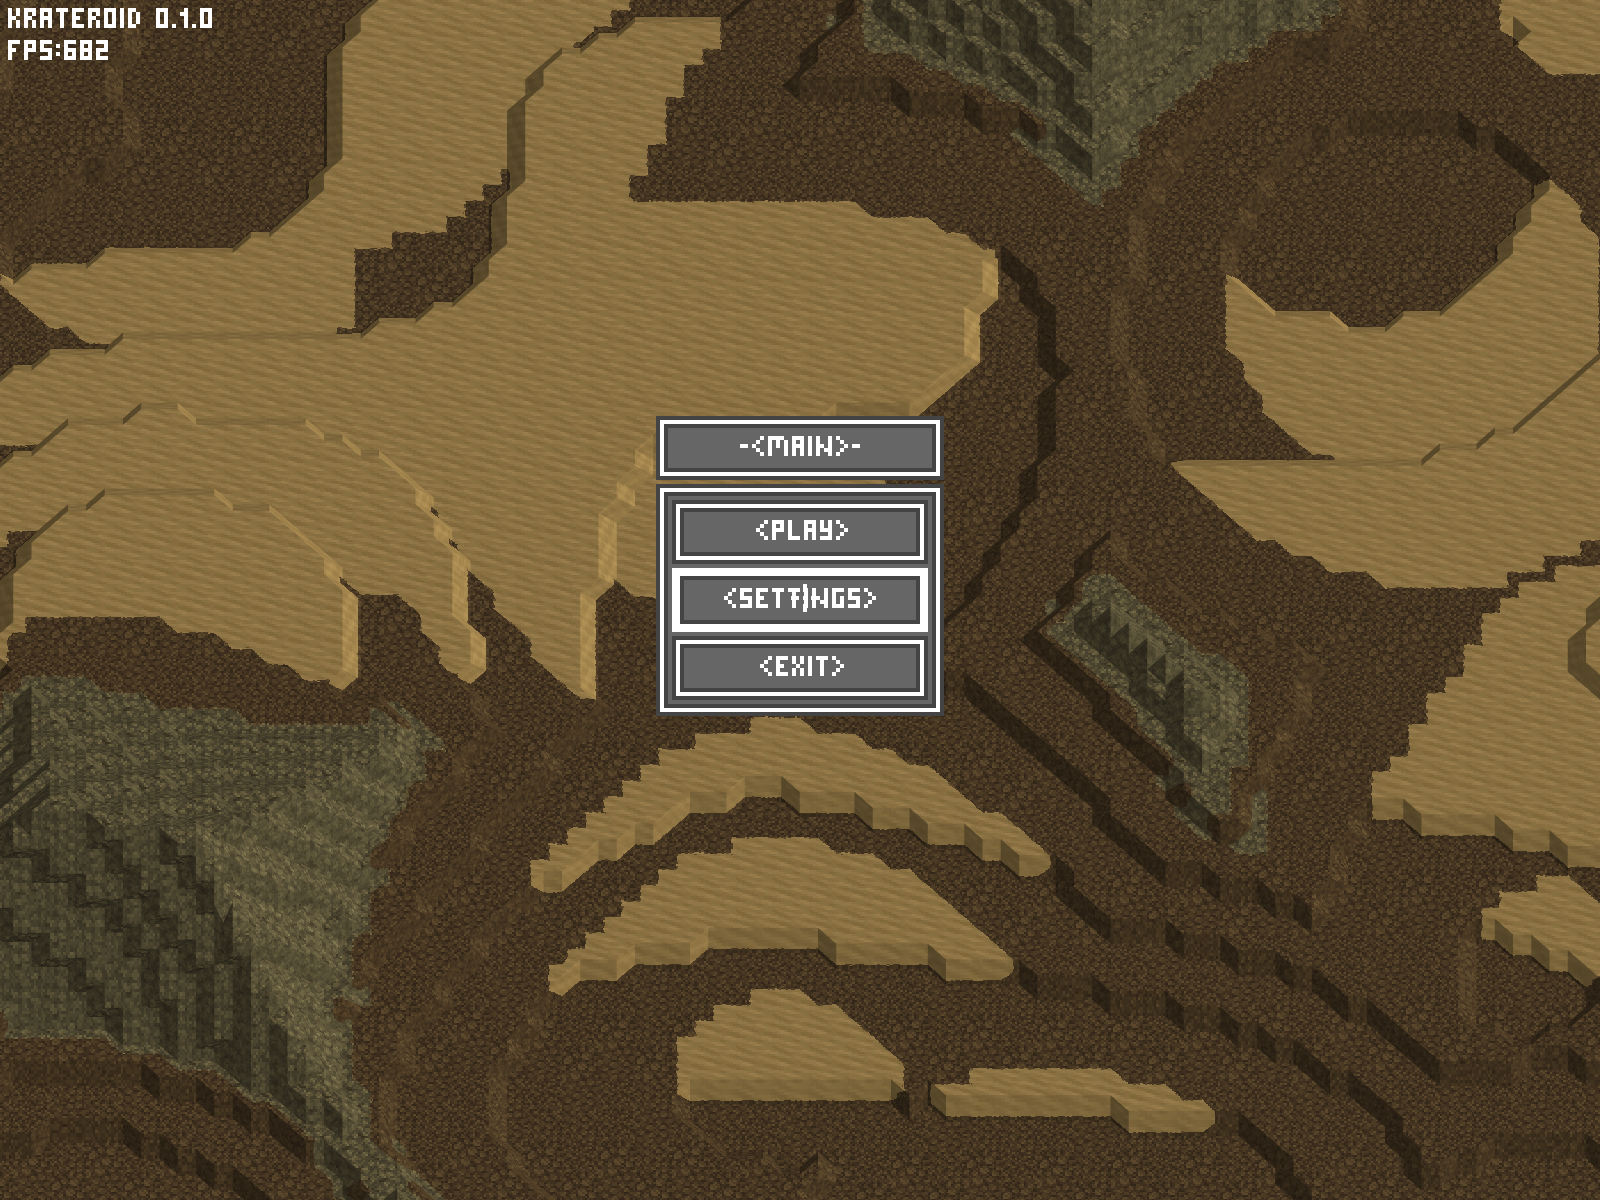 KRATEROID 0.1.0
FPS:682
-<MAIN>-
<PLAY>
<SETTINGS>
<EXIT>